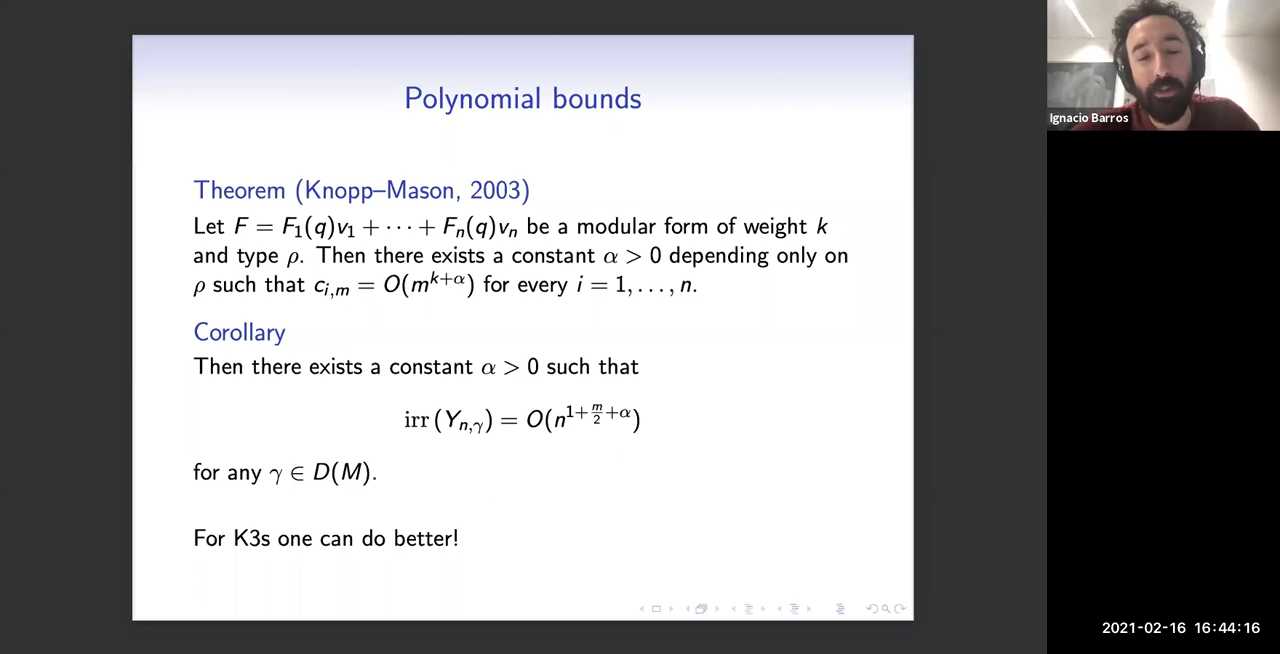 Polynomial bounds
Theorem (Knopp–Mason, 2003)
Let F = F₁(q)v₁ + ··· + Fₙ(q)vₙ be a modular form of weight k
and type ρ. Then there exists a constant α > 0 depending only on
ρ such that c_{i,m} = O(m^{k+α}) for every i = 1, . . . , n.
Corollary
Then there exists a constant α > 0 such that
irr (Y_{n,γ}) = O(n^{1+\frac{m}{2}+α})
for any γ ∈ D(M).
For K3s one can do better!
Ignacio Barros
2021-02-16 16:44:16